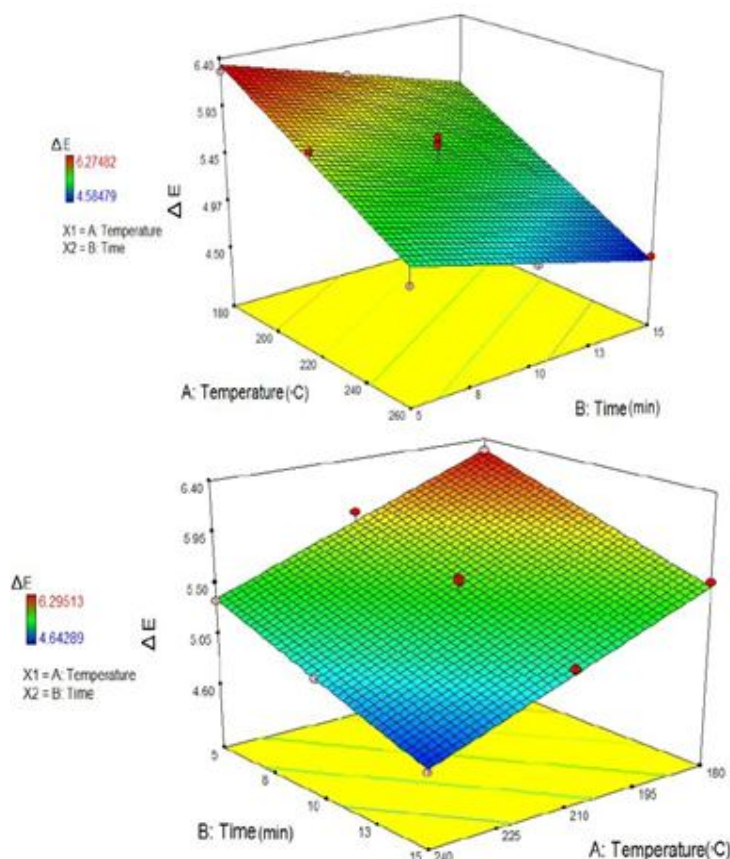 6.40
5.93
5.45
4.97
4.50
ΔE
ΔE
6.27482
4.58479
X1 = A: Temperature
X2 = B: Time
180
200
220
240
260
A: Temperature(°C)
5
8
10
13
15
B: Time(min)
6.40
5.95
5.50
5.05
4.60
ΔE
ΔE
6.29513
4.64289
X1 = A: Temperature
X2 = B: Time
5
8
10
13
15
B: Time(min)
240
225
210
195
180
A: Temperature(°C)